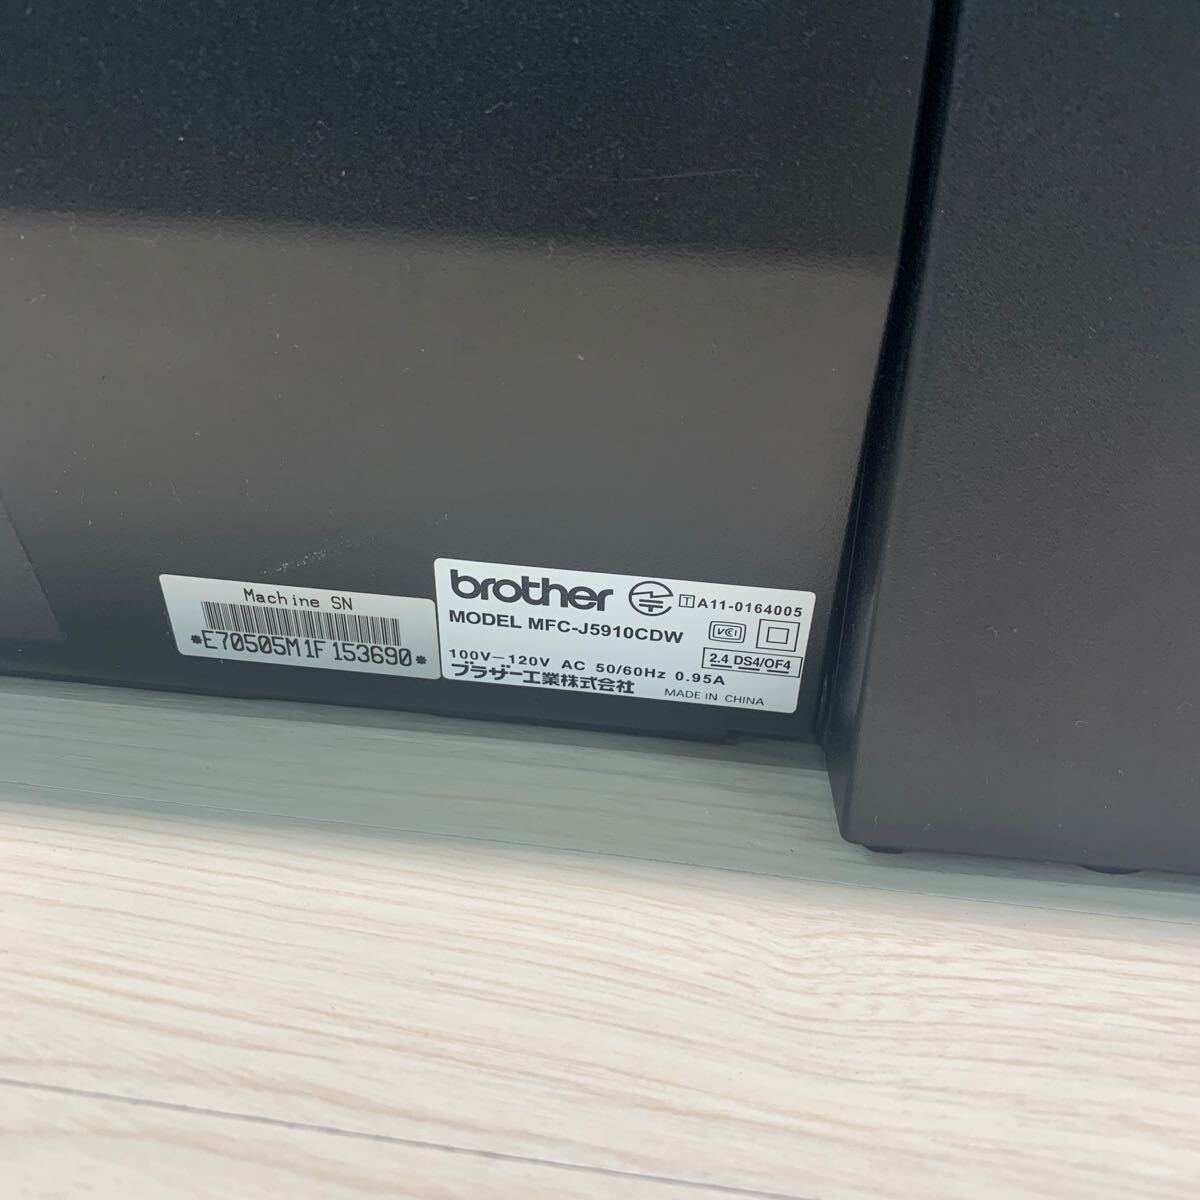 Machine SN
*E70505M1F153690*
brother T A11-0164005
MODEL MFC-J5910CDW VCI
100V-120V AC 50/60Hz 0.95A 2.4 DS4/OF4
ブラザー工業株式会社 MADE IN CHINA